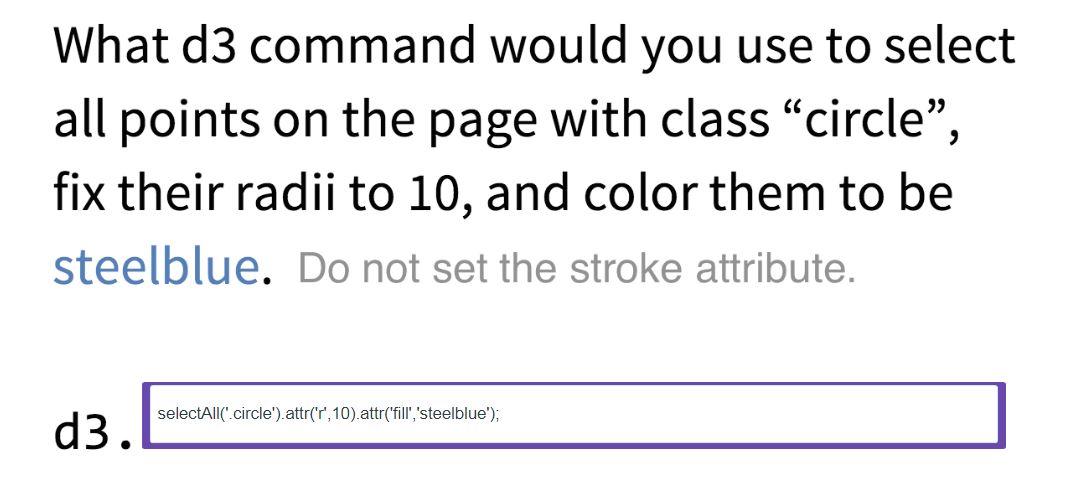 What d3 command would you use to select
all points on the page with class “circle”,
fix their radii to 10, and color them to be
steelblue. Do not set the stroke attribute.
d3. selectAll('.circle').attr('r',10).attr('fill','steelblue');